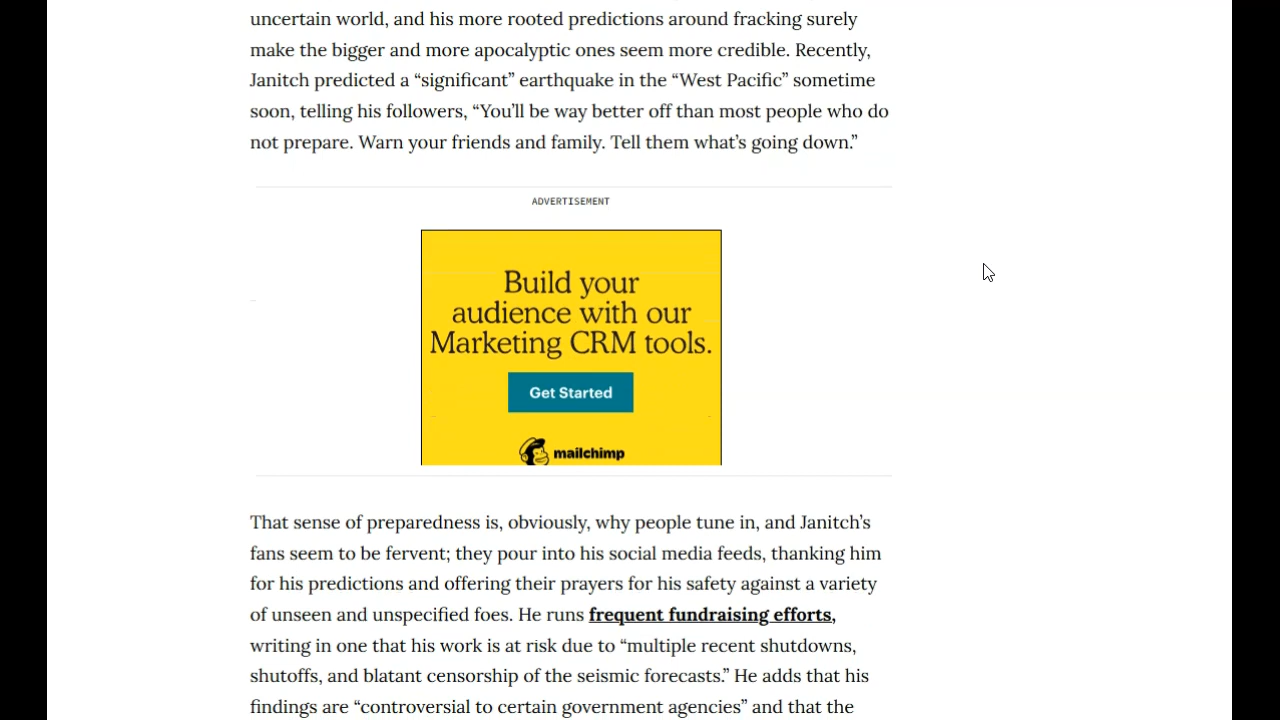 uncertain world, and his more rooted predictions around fracking surely
make the bigger and more apocalyptic ones seem more credible. Recently,
Janitch predicted a “significant” earthquake in the “West Pacific” sometime
soon, telling his followers, “You’ll be way better off than most people who do
not prepare. Warn your friends and family. Tell them what’s going down.”
ADVERTISEMENT
Build your
audience with our
Marketing CRM tools.
Get Started
mailchimp
That sense of preparedness is, obviously, why people tune in, and Janitch’s
fans seem to be fervent; they pour into his social media feeds, thanking him
for his predictions and offering their prayers for his safety against a variety
of unseen and unspecified foes. He runs frequent fundraising efforts,
writing in one that his work is at risk due to “multiple recent shutdowns,
shutoffs, and blatant censorship of the seismic forecasts.” He adds that his
findings are “controversial to certain government agencies” and that the